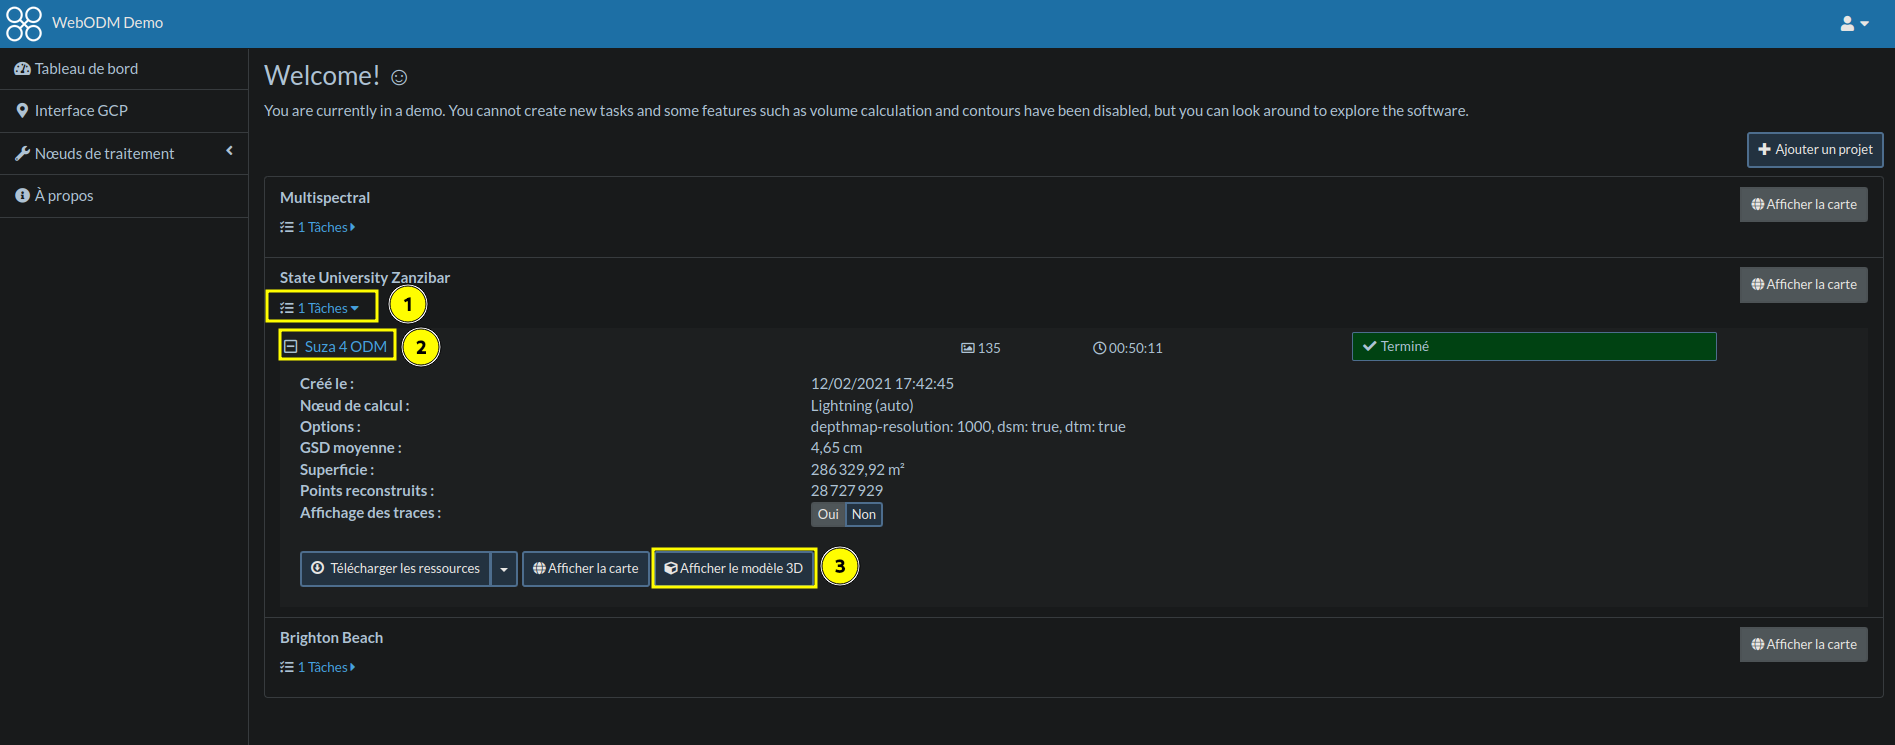 WebODM Demo
Tableau de bord
Interface GCP
Nœuds de traitement
À propos
Welcome!
You are currently in a demo. You cannot create new tasks and some features such as volume calculation and contours have been disabled, but you can look around to explore the software.
Ajouter un projet
Multispectral
Afficher la carte
1 Tâches
State University Zanzibar
Afficher la carte
1 Tâches 1
Suza 4 ODM 2 135 00:50:11 Terminé
Créé le : 12/02/2021 17:42:45
Nœud de calcul : Lightning (auto)
Options : depthmap-resolution: 1000, dsm: true, dtm: true
GSD moyenne : 4,65 cm
Superficie : 286 329,92 m²
Points reconstruits : 28 727 929
Affichage des traces : Oui Non
Télécharger les ressources Afficher la carte Afficher le modèle 3D 3
Brighton Beach
Afficher la carte
1 Tâches